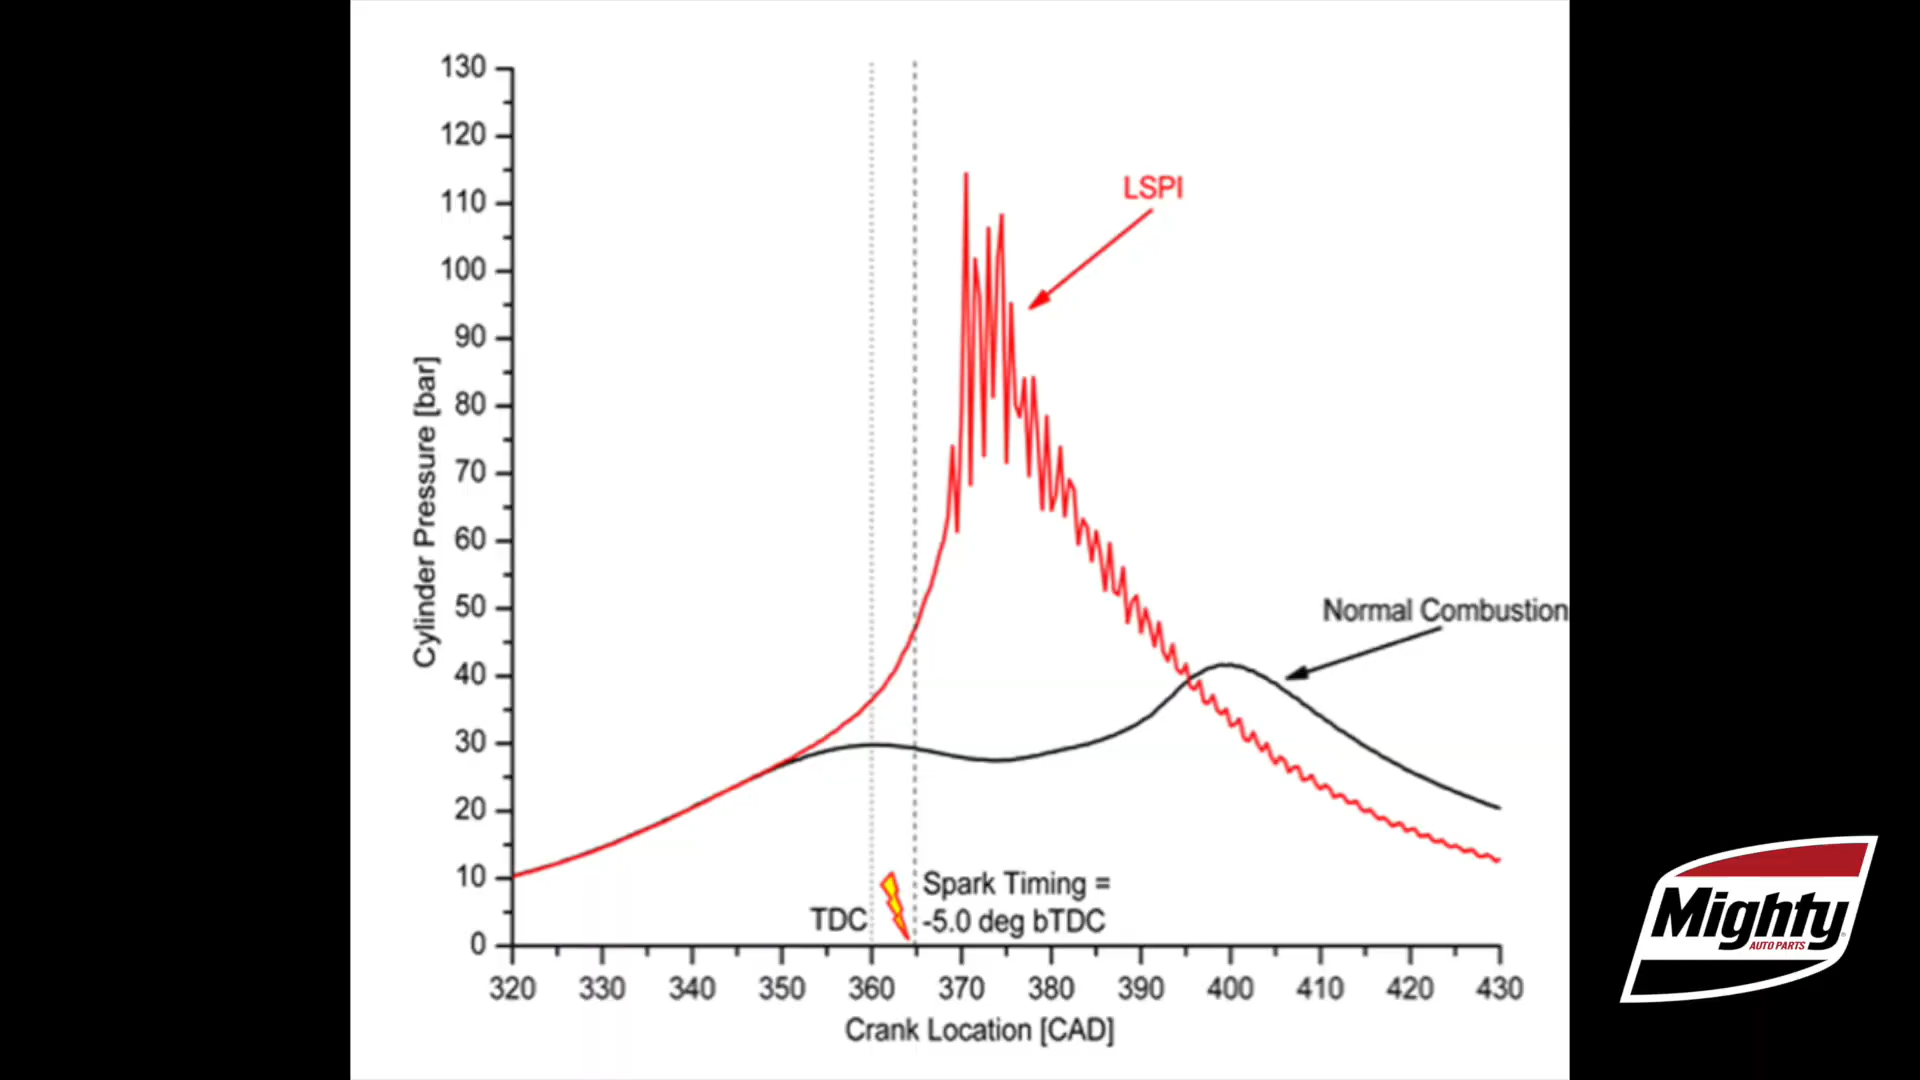 130
120
110
100
90
80
70
60
50
40
30
20
10
0
Cylinder Pressure [bar]
LSPI
Normal Combustion
TDC
Spark Timing =
-5.0 deg bTDC
320 330 340 350 360 370 380 390 400 410 420 430
Crank Location [CAD]
Mighty
AUTO PARTS